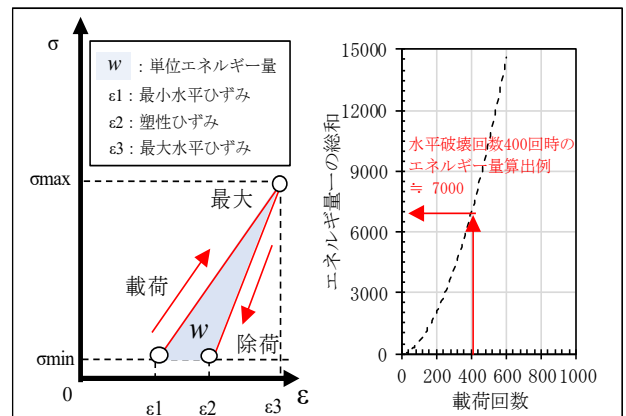 σ
w ：単位エネルギー量
ε1：最小水平ひずみ
ε2：塑性ひずみ
ε3：最大水平ひずみ
σmax
最大
載荷
w
除荷
σmin
0
ε1
ε2
ε3
ε
エネルギ量ーの総和
15000
12000
9000
6000
3000
0
水平破壊回数400回時の
エネルギー量算出例
≒ 7000
0 200 400 600 800 1000
載荷回数